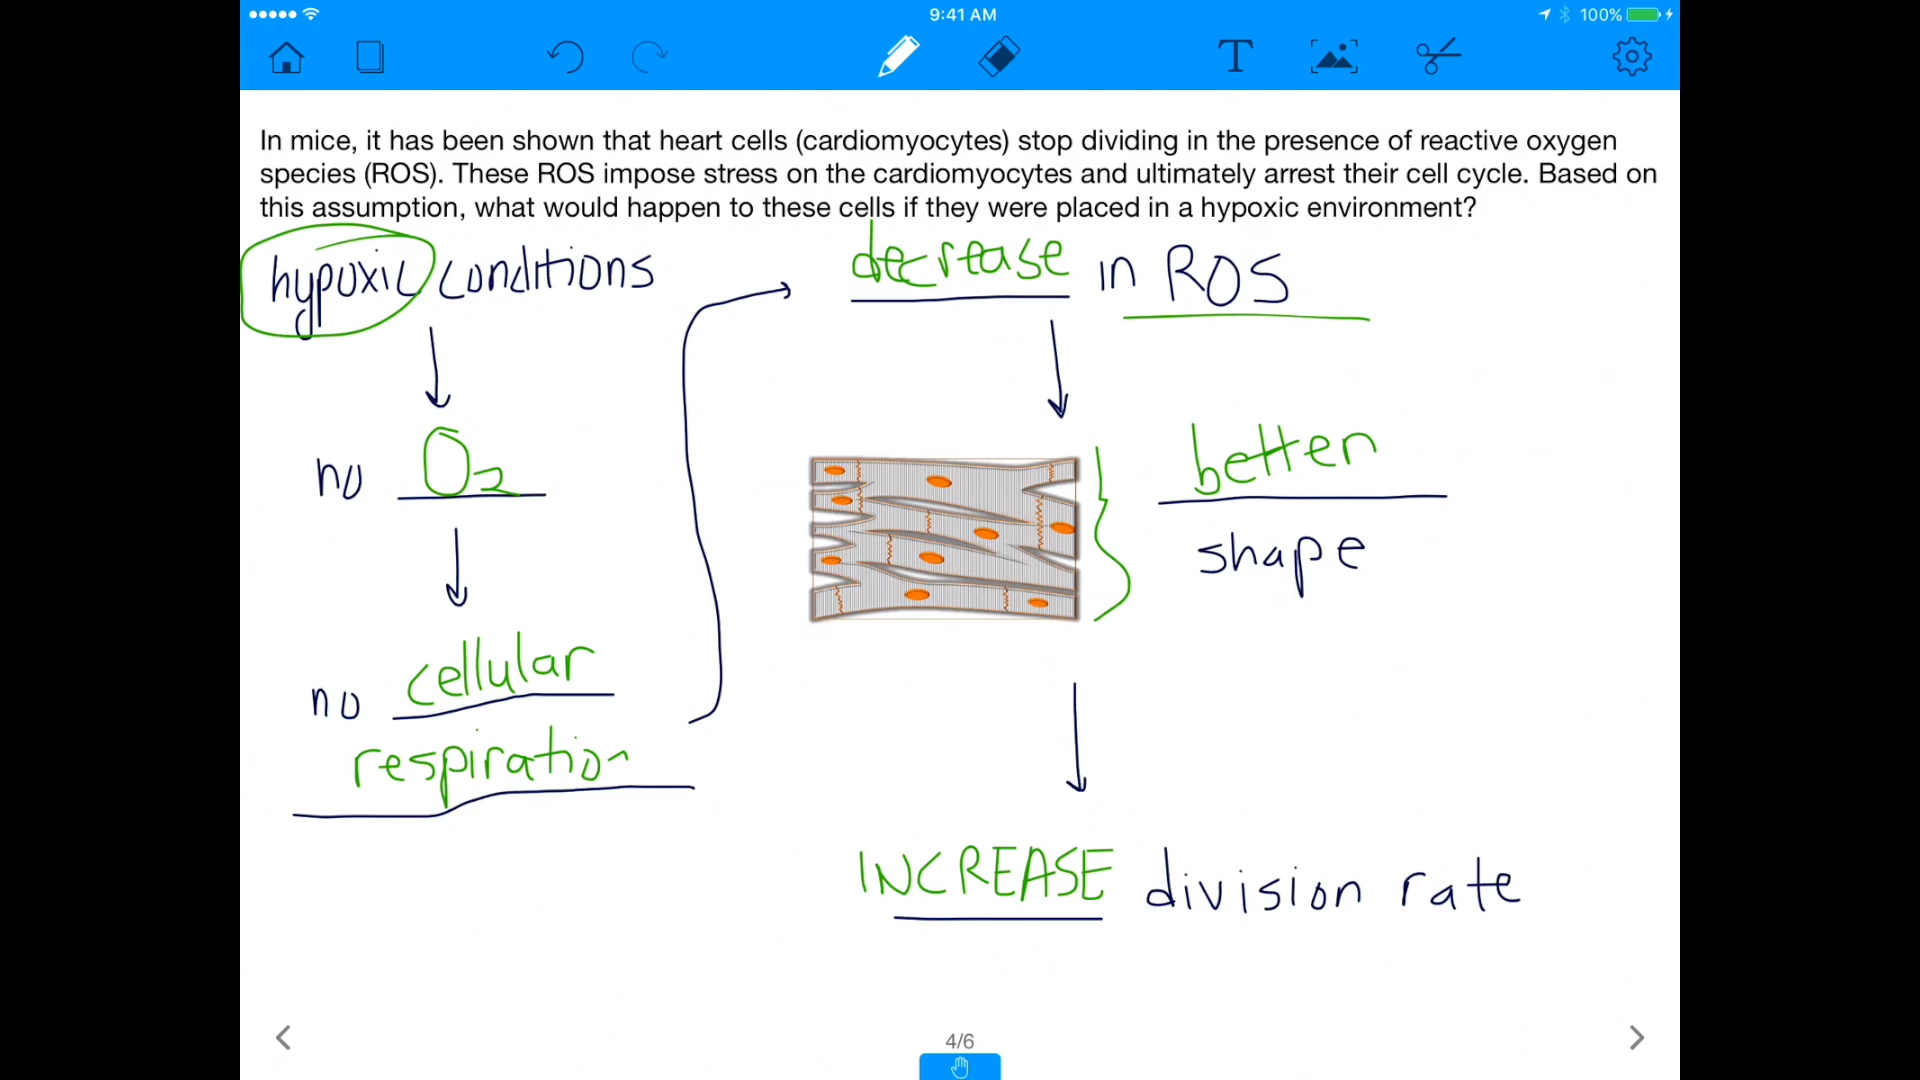 9:41 AM
100%
T
In mice, it has been shown that heart cells (cardiomyocytes) stop dividing in the presence of reactive oxygen
species (ROS). These ROS impose stress on the cardiomyocytes and ultimately arrest their cell cycle. Based on
this assumption, what would happen to these cells if they were placed in a hypoxic environment?
hypoxic conditions
no O2
no cellular
respiration
decrease in ROS
better
shape
INCREASE division rate
4/6